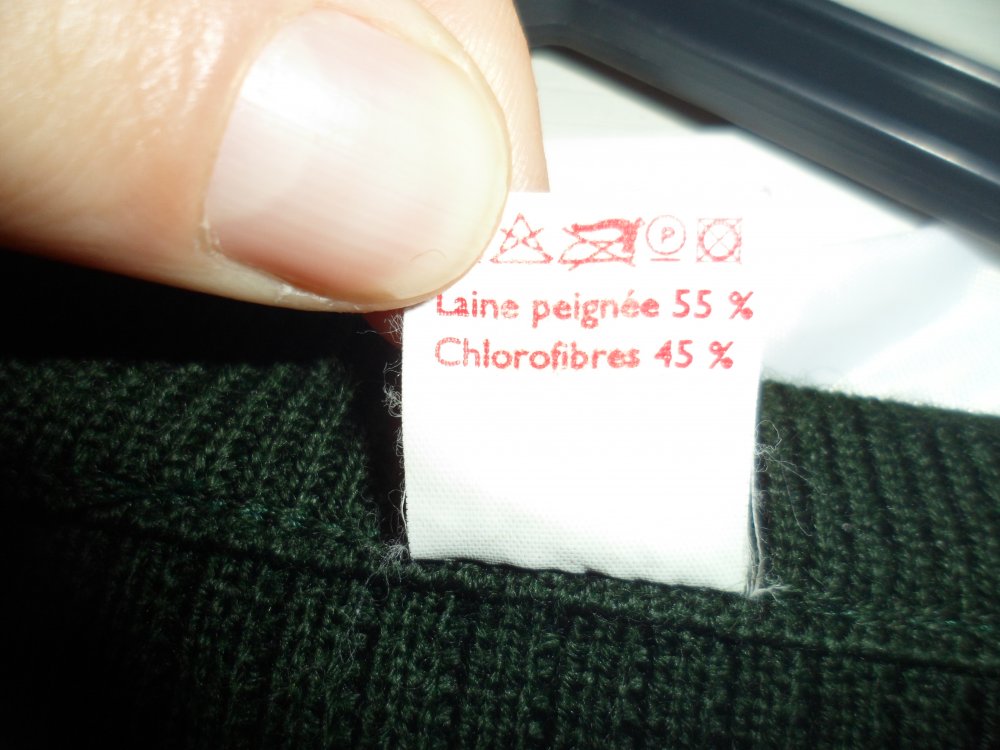 P
Laine peignée 55 %
Chlorofibres 45 %